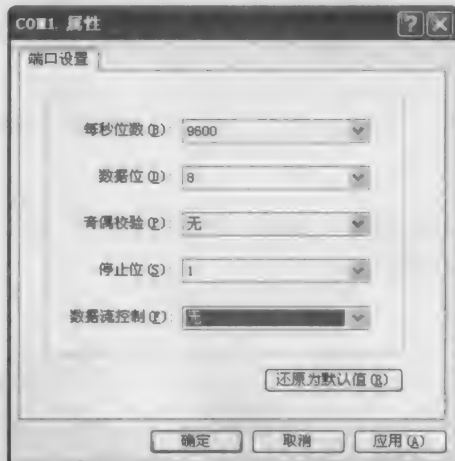 COM1 属性
端口设置
每秒位数(B): 9600
数据位(D): 8
奇偶校验(P): 无
停止位(S): 1
数据流控制(F): 无
还原为默认值(R)
确定 取消 应用(A)